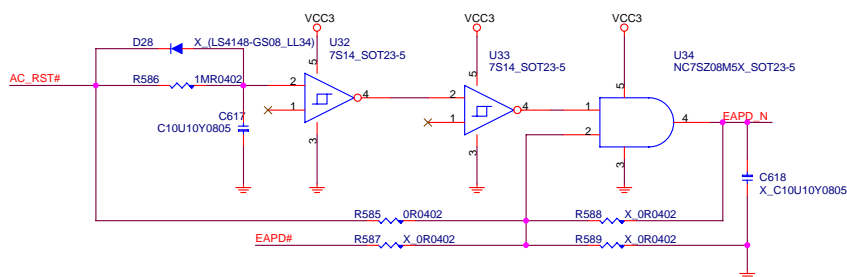 VCC3
VCC3
VCC3
D28
X_(LS4148-GS08_LL34)
U32
7S14_SOT23-5
U33
7S14_SOT23-5
U34
NC7SZ08M5X_SOT23-5
AC_RST#
R586
1MR0402
5
2
4
1
3
5
2
4
1
3
5
1
2
4
3
EAPD_N
C617
C10U10Y0805
C618
X_C10U10Y0805
R585
0R0402
R588
X_0R0402
EAPD#
R587
X_0R0402
R589
X_0R0402